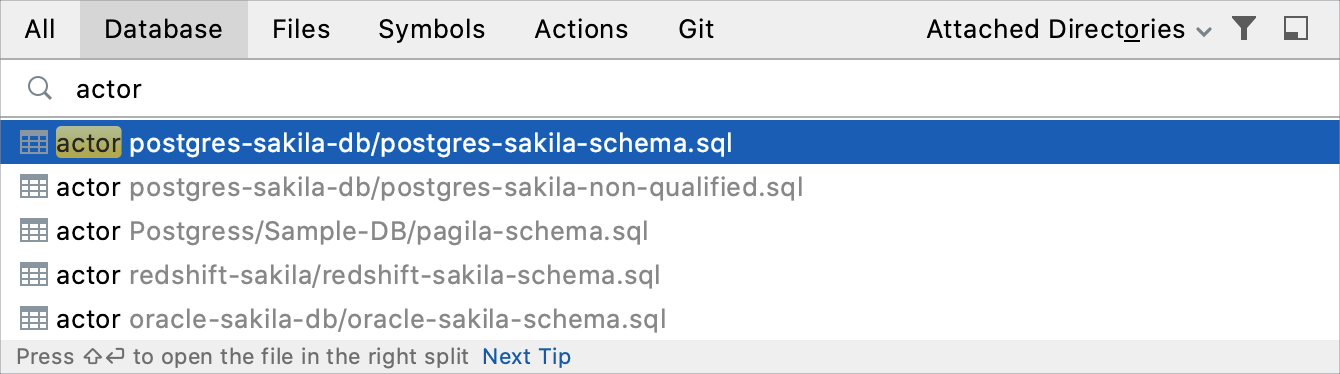 All Database Files Symbols Actions Git Attached Directories
actor
actor postgres-sakila-db/postgres-sakila-schema.sql
actor postgres-sakila-db/postgres-sakila-non-qualified.sql
actor Postgress/Sample-DB/pagila-schema.sql
actor redshift-sakila/redshift-sakila-schema.sql
actor oracle-sakila-db/oracle-sakila-schema.sql
Press ⇧⏎ to open the file in the right split Next Tip